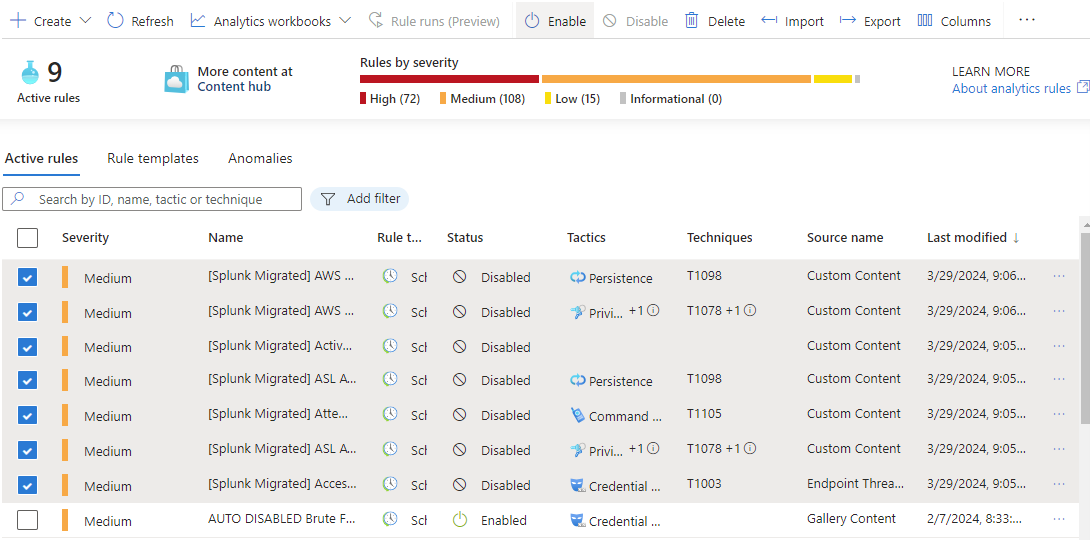 Create Refresh Analytics workbooks Rule runs (Preview) Enable Disable Delete Import Export Columns ...
9
Active rules
More content at
Content hub
Rules by severity
High (72) Medium (108) Low (15) Informational (0)
LEARN MORE
About analytics rules
Active rules Rule templates Anomalies
Search by ID, name, tactic or technique Add filter
Severity Name Rule t... Status Tactics Techniques Source name Last modified ↓
Medium [Splunk Migrated] AWS ... Sch Disabled Persistence T1098 Custom Content 3/29/2024, 9:06... ...
Medium [Splunk Migrated] AWS ... Sch Disabled Privi... +1 T1078 +1 Custom Content 3/29/2024, 9:06... ...
Medium [Splunk Migrated] Activ... Sch Disabled Custom Content 3/29/2024, 9:05... ...
Medium [Splunk Migrated] ASL A... Sch Disabled Persistence T1098 Custom Content 3/29/2024, 9:05... ...
Medium [Splunk Migrated] Atte... Sch Disabled Command ... T1105 Custom Content 3/29/2024, 9:05... ...
Medium [Splunk Migrated] ASL A... Sch Disabled Privi... +1 T1078 +1 Custom Content 3/29/2024, 9:05... ...
Medium [Splunk Migrated] Acces... Sch Disabled Credential ... T1003 Endpoint Threa... 3/29/2024, 9:05... ...
Medium AUTO DISABLED Brute F... Sch Enabled Credential ... Gallery Content 2/7/2024, 8:33:... ...